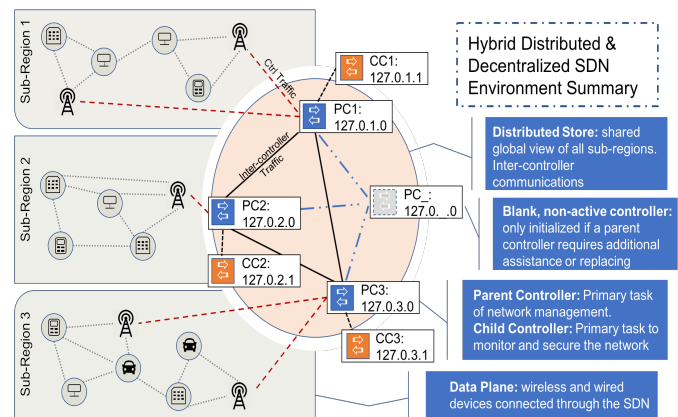 Sub-Region 1
Sub-Region 2
Sub-Region 3
Ctrl Traffic
Inter-controller
Traffic
CC1:
127.0.1.1
PC1:
127.0.1.0
PC2:
127.0.2.0
CC2:
127.0.2.1
PC_:
127.0._.0
PC3:
127.0.3.0
CC3:
127.0.3.1
Hybrid Distributed &
Decentralized SDN
Environment Summary
Distributed Store: shared
global view of all sub-regions.
Inter-controller
communications
Blank, non-active controller:
only initialized if a parent
controller requires additional
assistance or replacing
Parent Controller: Primary task
of network management.
Child Controller: Primary task to
monitor and secure the network
Data Plane: wireless and wired
devices connected through the SDN